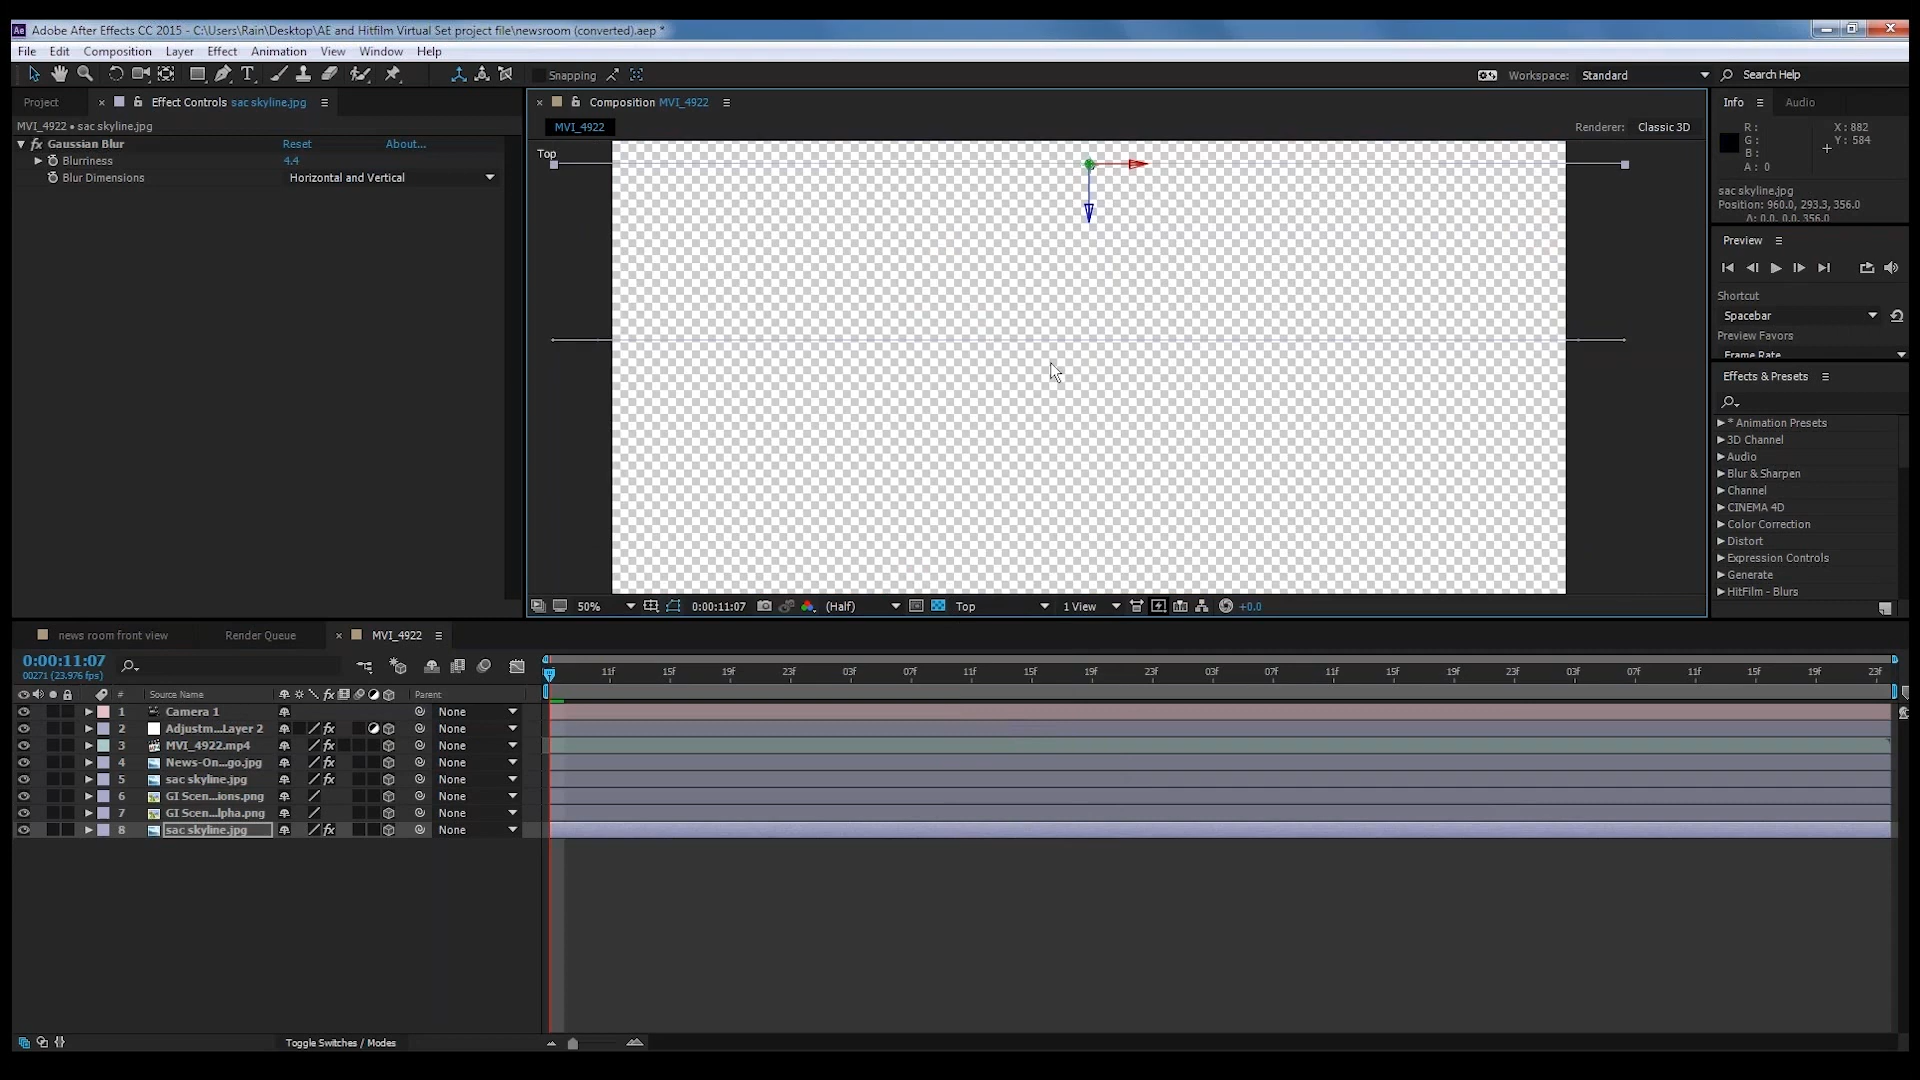 Adobe After Effects CC 2015 - C:\Users\Rain\Desktop\AE and Hitfilm Virtual Set project file\newsroom (converted).aep *
File Edit Composition Layer Effect Animation View Window Help
Snapping
Workspace: Standard
Search Help
Project
Effect Controls sac skyline.jpg
MVI_4922 • sac skyline.jpg
fx Gaussian Blur Reset About...
Blurriness 4.4
Blur Dimensions Horizontal and Vertical
Composition MVI_4922
MVI_4922
Renderer: Classic 3D
Top
50% 0:00:11:07 (Half) Top 1 View +0.0
Info Audio
R : X : 882
G : Y : 584
B :
A : 0
sac skyline.jpg
Position: 960.0, 293.3, 356.0
Δ: 0.0, 0.0, 356.0
Preview
Shortcut
Spacebar
Preview Favors
Frame Rate
Effects & Presets
* Animation Presets
3D Channel
Audio
Blur & Sharpen
Channel
CINEMA 4D
Color Correction
Distort
Expression Controls
Generate
HitFilm - Blurs
news room front view Render Queue MVI_4922
0:00:11:07
00271 (23.976 fps)
11f 15f 19f 23f 03f 07f 11f 15f 19f 23f 03f 07f 11f 15f 19f 23f 03f 07f 11f 15f 19f 23f
# Source Name fx Parent
1 Camera 1 None
2 Adjustm...Layer 2 fx None
3 MVI_4922.mp4 fx None
4 News-On...go.jpg fx None
5 sac skyline.jpg fx None
6 GI Scen...ions.png None
7 GI Scen...lpha.png None
8 sac skyline.jpg fx None
Toggle Switches / Modes